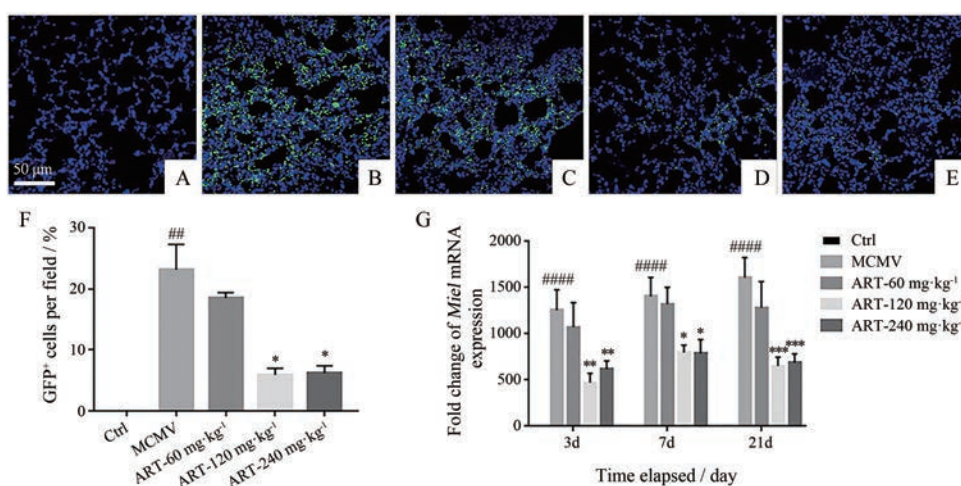 50 μm
A
B
C
D
E
F
GFP⁺ cells per field / %
30
20
10
0
##
*
*
Ctrl
MCMV
ART-60 mg·kg⁻¹
ART-120 mg·kg⁻¹
ART-240 mg·kg⁻¹
G
Fold change of Miel mRNA
expression
2000
1500
1000
500
0
####
####
####
**
**
*
*
***
***
3d
7d
21d
Time elapsed / day
Ctrl
MCMV
ART-60 mg·kg⁻¹
ART-120 mg·kg⁻
ART-240 mg·kg⁻